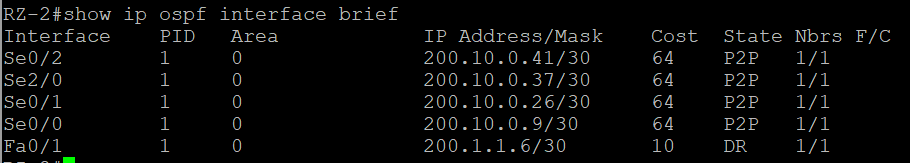 RZ-2#show ip ospf interface brief
Interface    PID   Area            IP Address/Mask    Cost  State Nbrs F/C
Se0/2        1     0               200.10.0.41/30     64    P2P   1/1
Se2/0        1     0               200.10.0.37/30     64    P2P   1/1
Se0/1        1     0               200.10.0.26/30     64    P2P   1/1
Se0/0        1     0               200.10.0.9/30      64    P2P   1/1
Fa0/1        1     0               200.1.1.6/30       10    DR    1/1
RZ-2#